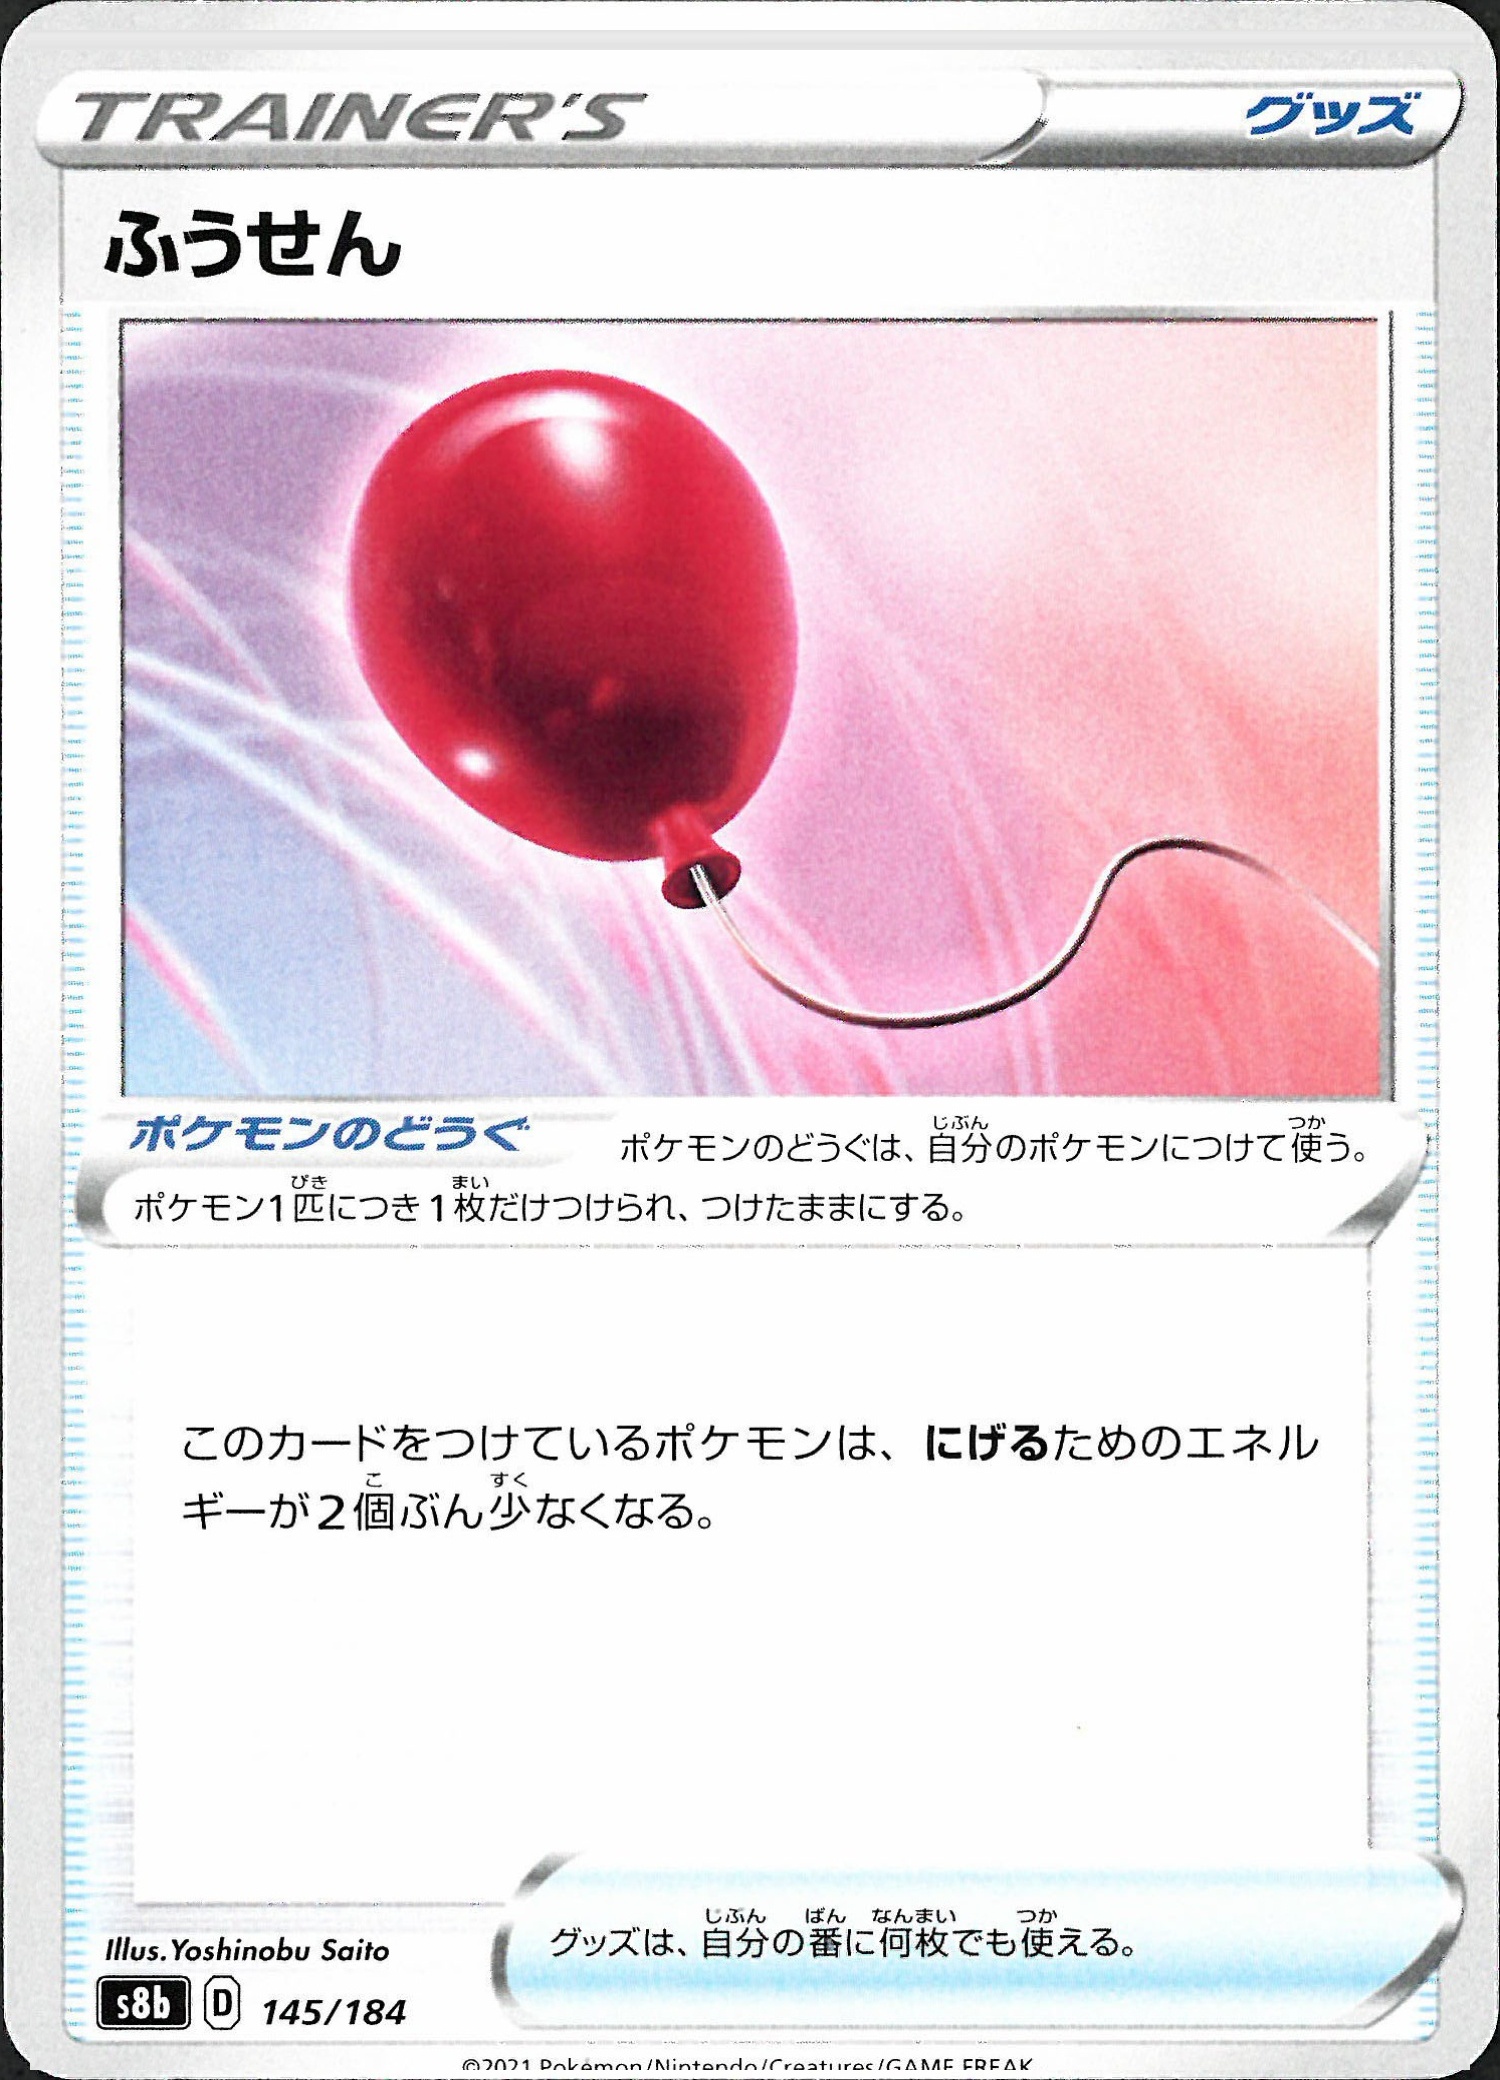 TRAINER'S
グッズ
ふうせん
ポケモンのどうぐ
ポケモンのどうぐは、自分のポケモンにつけて使う。
ポケモン1匹につき1枚だけつけられ、つけたままにする。
このカードをつけているポケモンは、にげるためのエネル
ギーが2個ぶん少なくなる。
グッズは、自分の番に何枚でも使える。
Illus.Yoshinobu Saito
s8b D 145/184
©2021 Pokémon/Nintendo/Creatures/GAME FREAK